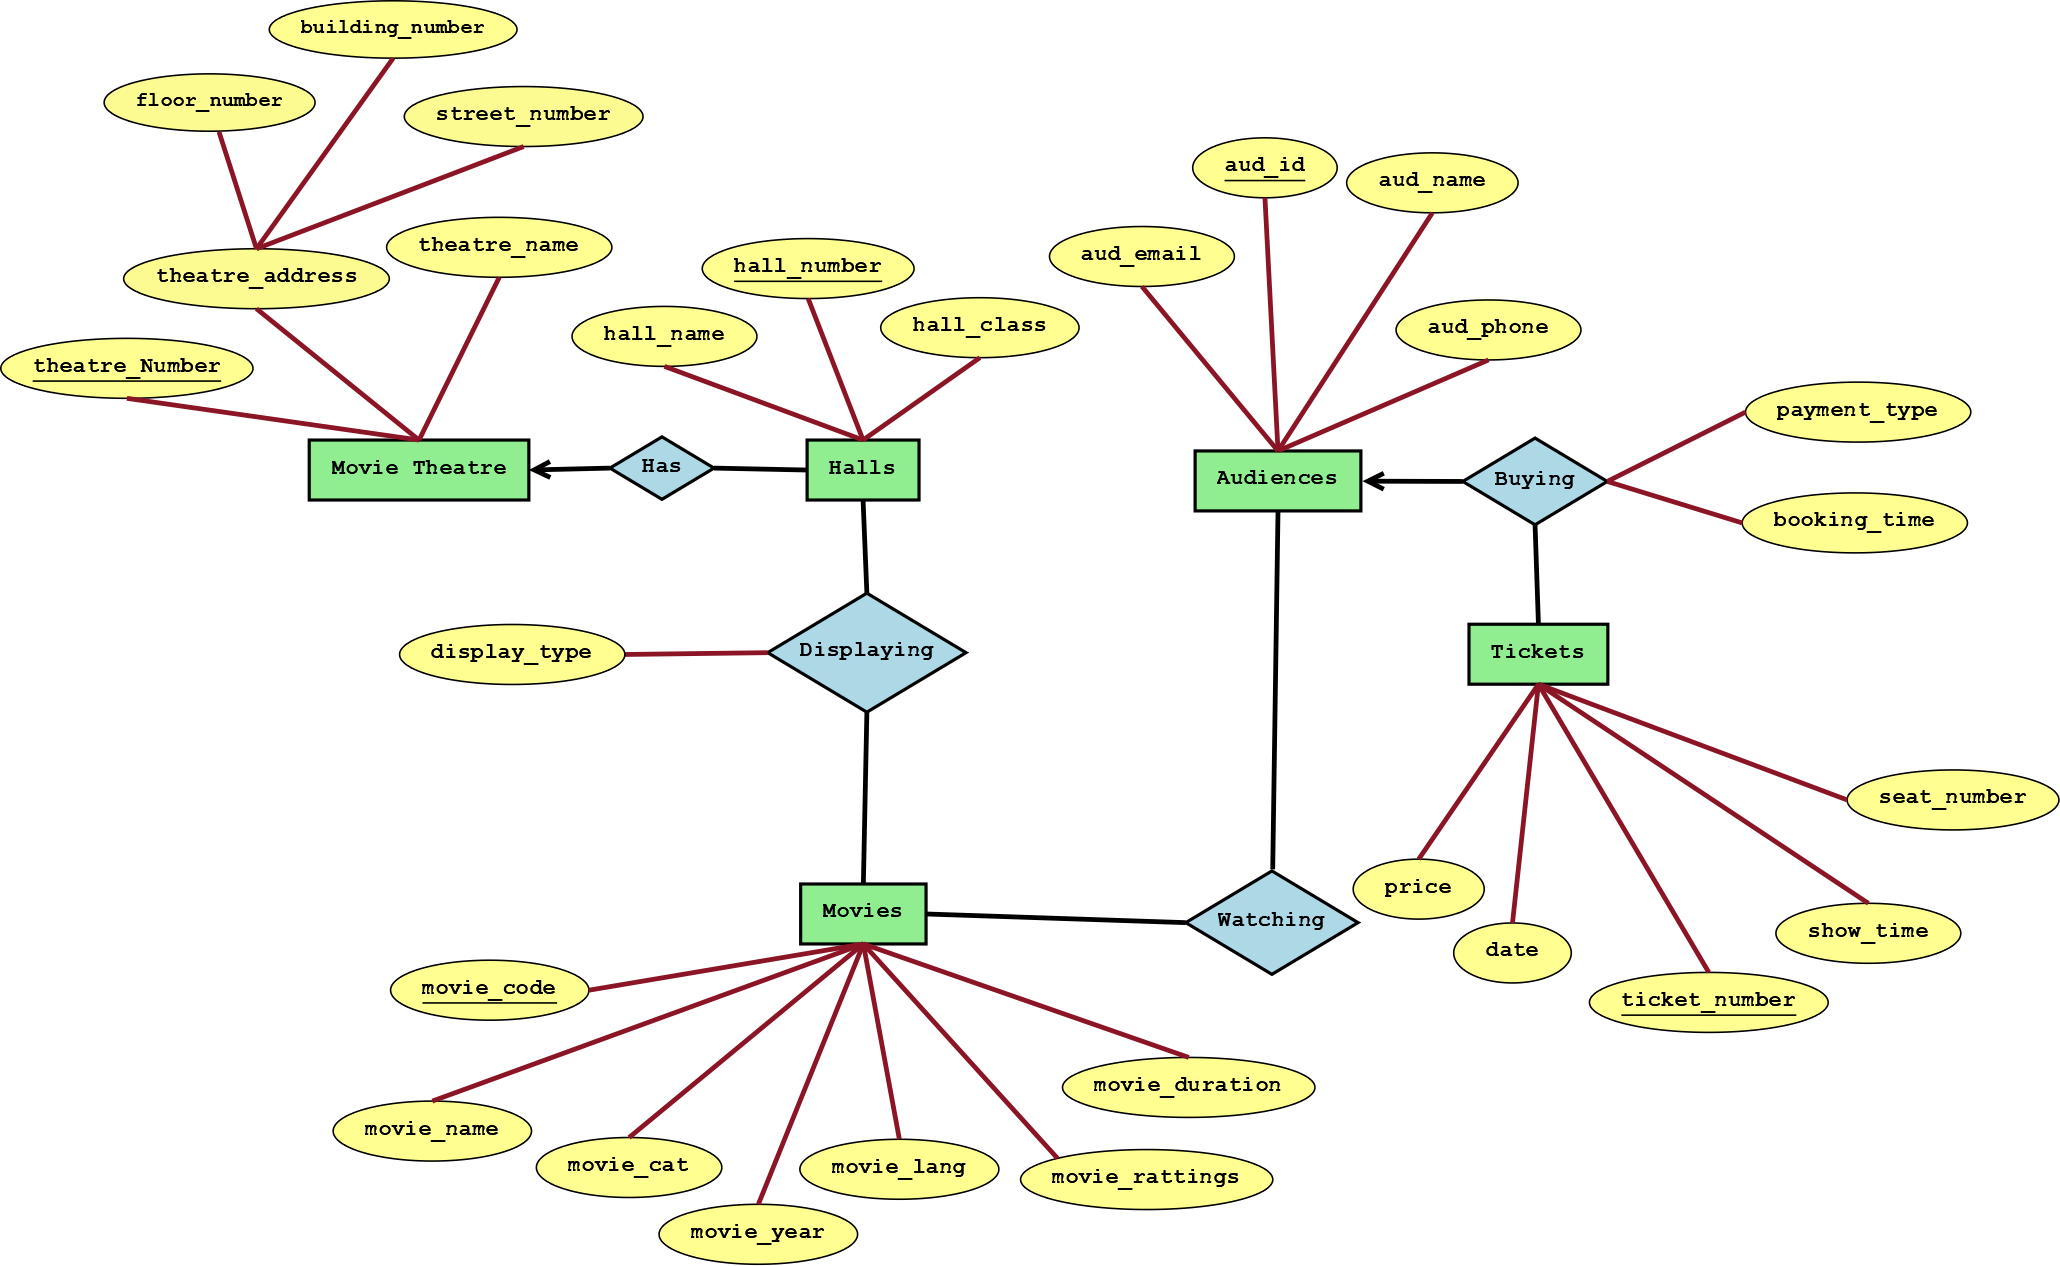 building_number
floor_number
street_number
theatre_address
theatre_name
theatre_Number
hall_name
hall_number
hall_class
aud_email
aud_id
aud_name
aud_phone
payment_type
booking_time
Movie Theatre
Has
Halls
Audiences
Buying
display_type
Displaying
Tickets
seat_number
price
date
show_time
ticket_number
Movies
Watching
movie_code
movie_name
movie_cat
movie_year
movie_lang
movie_rattings
movie_duration